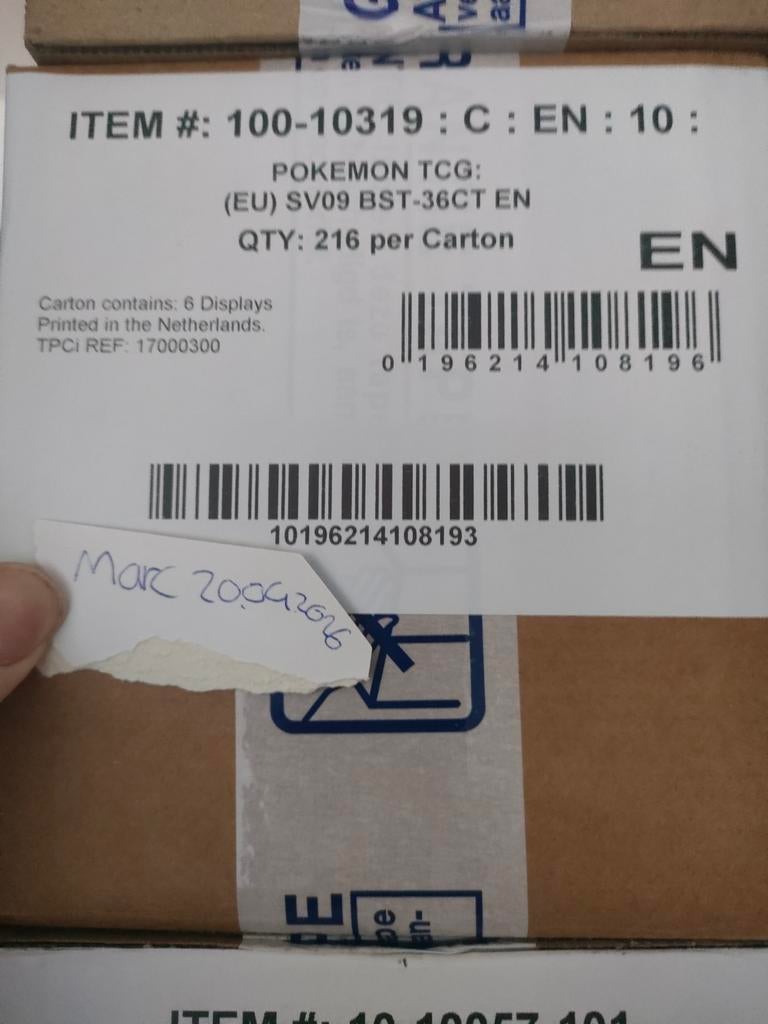 ITEM #: 100-10319 : C : EN : 10 :
POKEMON TCG:
(EU) SV09 BST-36CT EN
QTY: 216 per Carton
EN
Carton contains: 6 Displays
Printed in the Netherlands.
TPCi REF: 17000300
0 196214 108196
10196214108193
Marc 20.04.2026